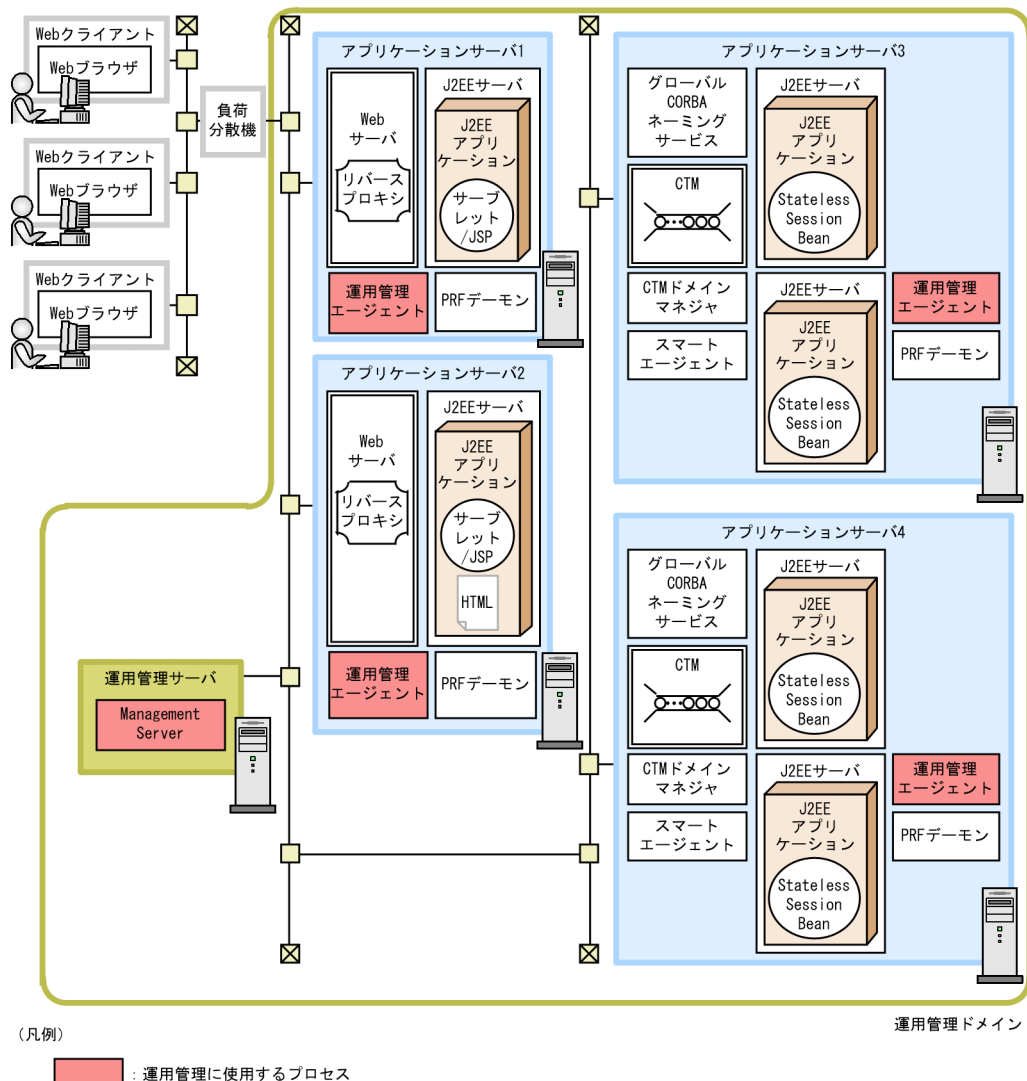 Webクライアント
Webブラウザ
Webクライアント
Webブラウザ
Webクライアント
Webブラウザ
負荷
分散機
アプリケーションサーバ1
Web
サーバ
リバース
プロキシ
J2EEサーバ
J2EE
アプリ
ケーション
サーブ
レット
/JSP
運用管理
エージェント
PRFデーモン
アプリケーションサーバ2
Web
サーバ
リバース
プロキシ
J2EEサーバ
J2EE
アプリ
ケーション
サーブ
レット
/JSP
HTML
運用管理
エージェント
PRFデーモン
運用管理サーバ
Management
Server
アプリケーションサーバ3
グローバル
CORBA
ネーミング
サービス
CTM
CTMドメイン
マネジャ
スマート
エージェント
J2EEサーバ
J2EE
アプリ
ケーション
Stateless
Session
Bean
J2EEサーバ
J2EE
アプリ
ケーション
Stateless
Session
Bean
運用管理
エージェント
PRFデーモン
アプリケーションサーバ4
グローバル
CORBA
ネーミング
サービス
CTM
CTMドメイン
マネジャ
スマート
エージェント
J2EEサーバ
J2EE
アプリ
ケーション
Stateless
Session
Bean
J2EEサーバ
J2EE
アプリ
ケーション
Stateless
Session
Bean
運用管理
エージェント
PRFデーモン
運用管理ドメイン
(凡例)
:運用管理に使用するプロセス